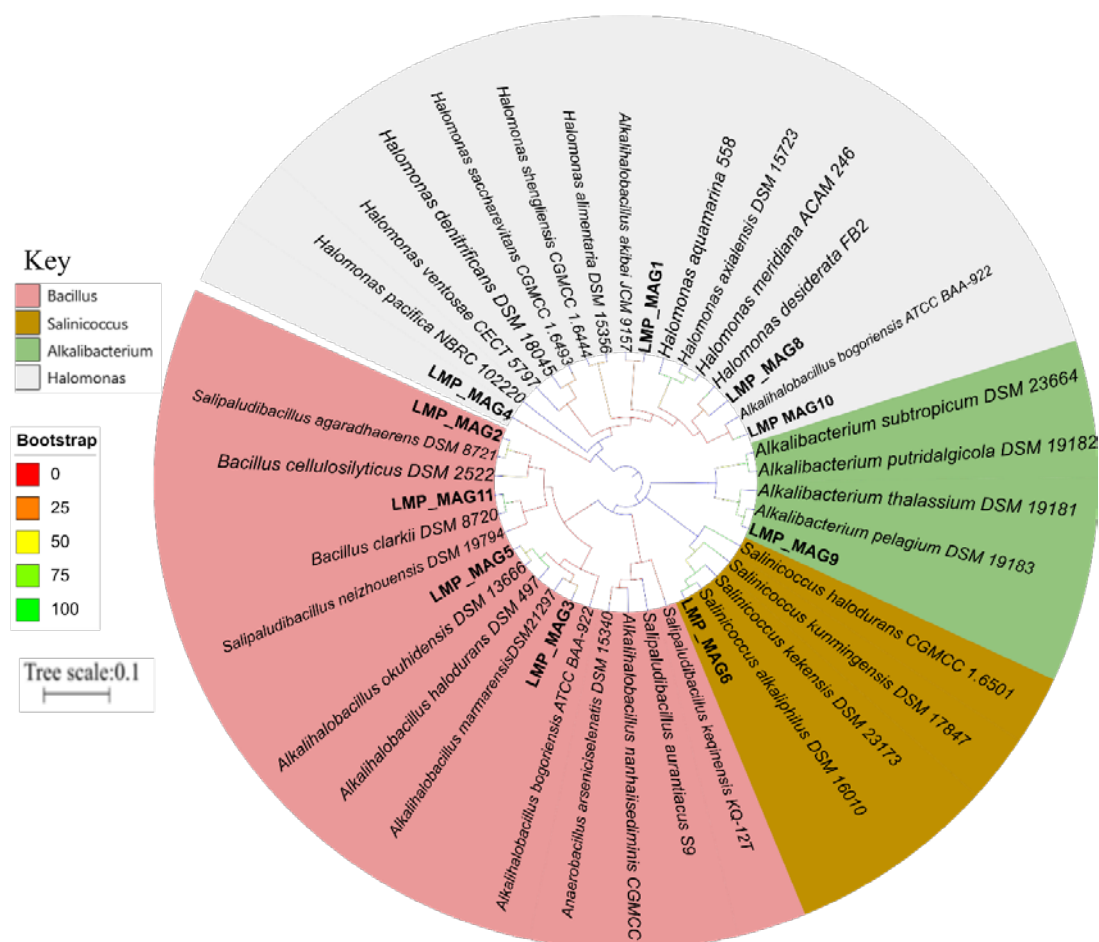 Key
Bacillus
Salinicoccus
Alkalibacterium
Halomonas
Bootstrap
0
25
50
75
100
Tree scale:0.1
LMP_MAG4
Halomonas pacifica NBRC 102220
Halomonas ventosae CECT 5797
Halomonas denitrificans DSM 18045
Halomonas saccharevitans CGMCC 1.6493
Halomonas shengliensis CGMCC 1.6444
Halomonas alimentaria DSM 15356
Alkalihalobacillus akibai JCM 9157
LMP_MAG1
Halomonas aquamarina 558
Halomonas axialensis DSM 15723
Halomonas meridiana ACAM 246
Halomonas desiderata FB2
LMP_MAG8
Alkalihalobacillus bogoriensis ATCC BAA-922
LMP MAG10
Alkalibacterium subtropicum DSM 23664
Alkalibacterium putridalgicola DSM 19182
Alkalibacterium thalassium DSM 19181
Alkalibacterium pelagium DSM 19183
LMP_MAG9
Salinicoccus halodurans CGMCC 1.6501
Salinicoccus kunmingensis DSM 17847
Salinicoccus kekensis DSM 23173
Salinicoccus alkaliphilus DSM 16010
LMP_MAG6
Salipaludibacillus keqinensis KQ-12T
Salipaludibacillus aurantiacus S9
Alkalihalobacillus nanhaiisediminis CGMCC
Anaerobacillus arseniciselenatis DSM 15340
Alkalihalobacillus bogoriensis ATCC BAA-922
LMP_MAG3
Alkalihalobacillus marmarensisDSM21297
Alkalihalobacillus halodurans DSM 497
Alkalihalobacillus okuhidensis DSM 13666
LMP_MAG5
Salipaludibacillus neizhouensis DSM 19794
Bacillus clarkii DSM 8720
LMP_MAG11
Bacillus cellulosilyticus DSM 2522
Salipaludibacillus agaradhaerens DSM 8721
LMP_MAG2